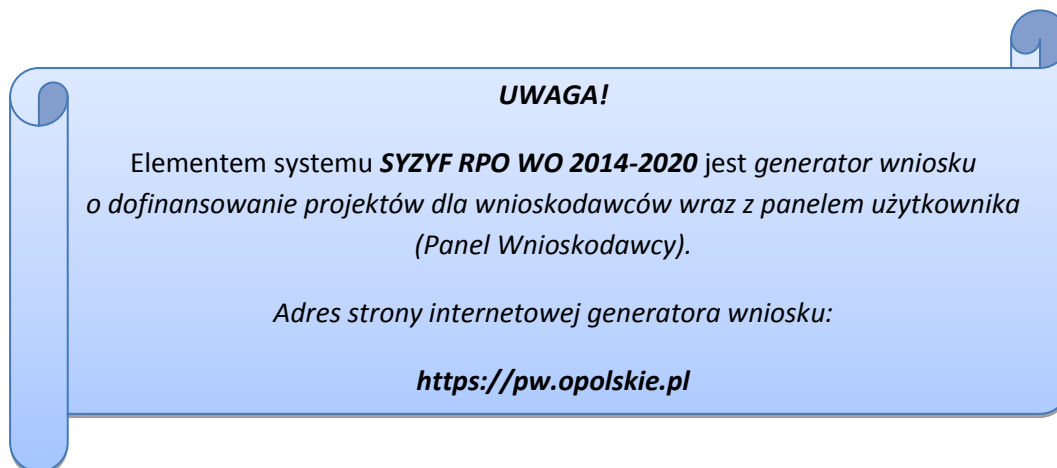 UWAGA!
Elementem systemu SYZYF RPO WO 2014-2020 jest generator wniosku
o dofinansowanie projektów dla wnioskodawców wraz z panelem użytkownika
(Panel Wnioskodawcy).
Adres strony internetowej generatora wniosku:
https://pw.opolskie.pl